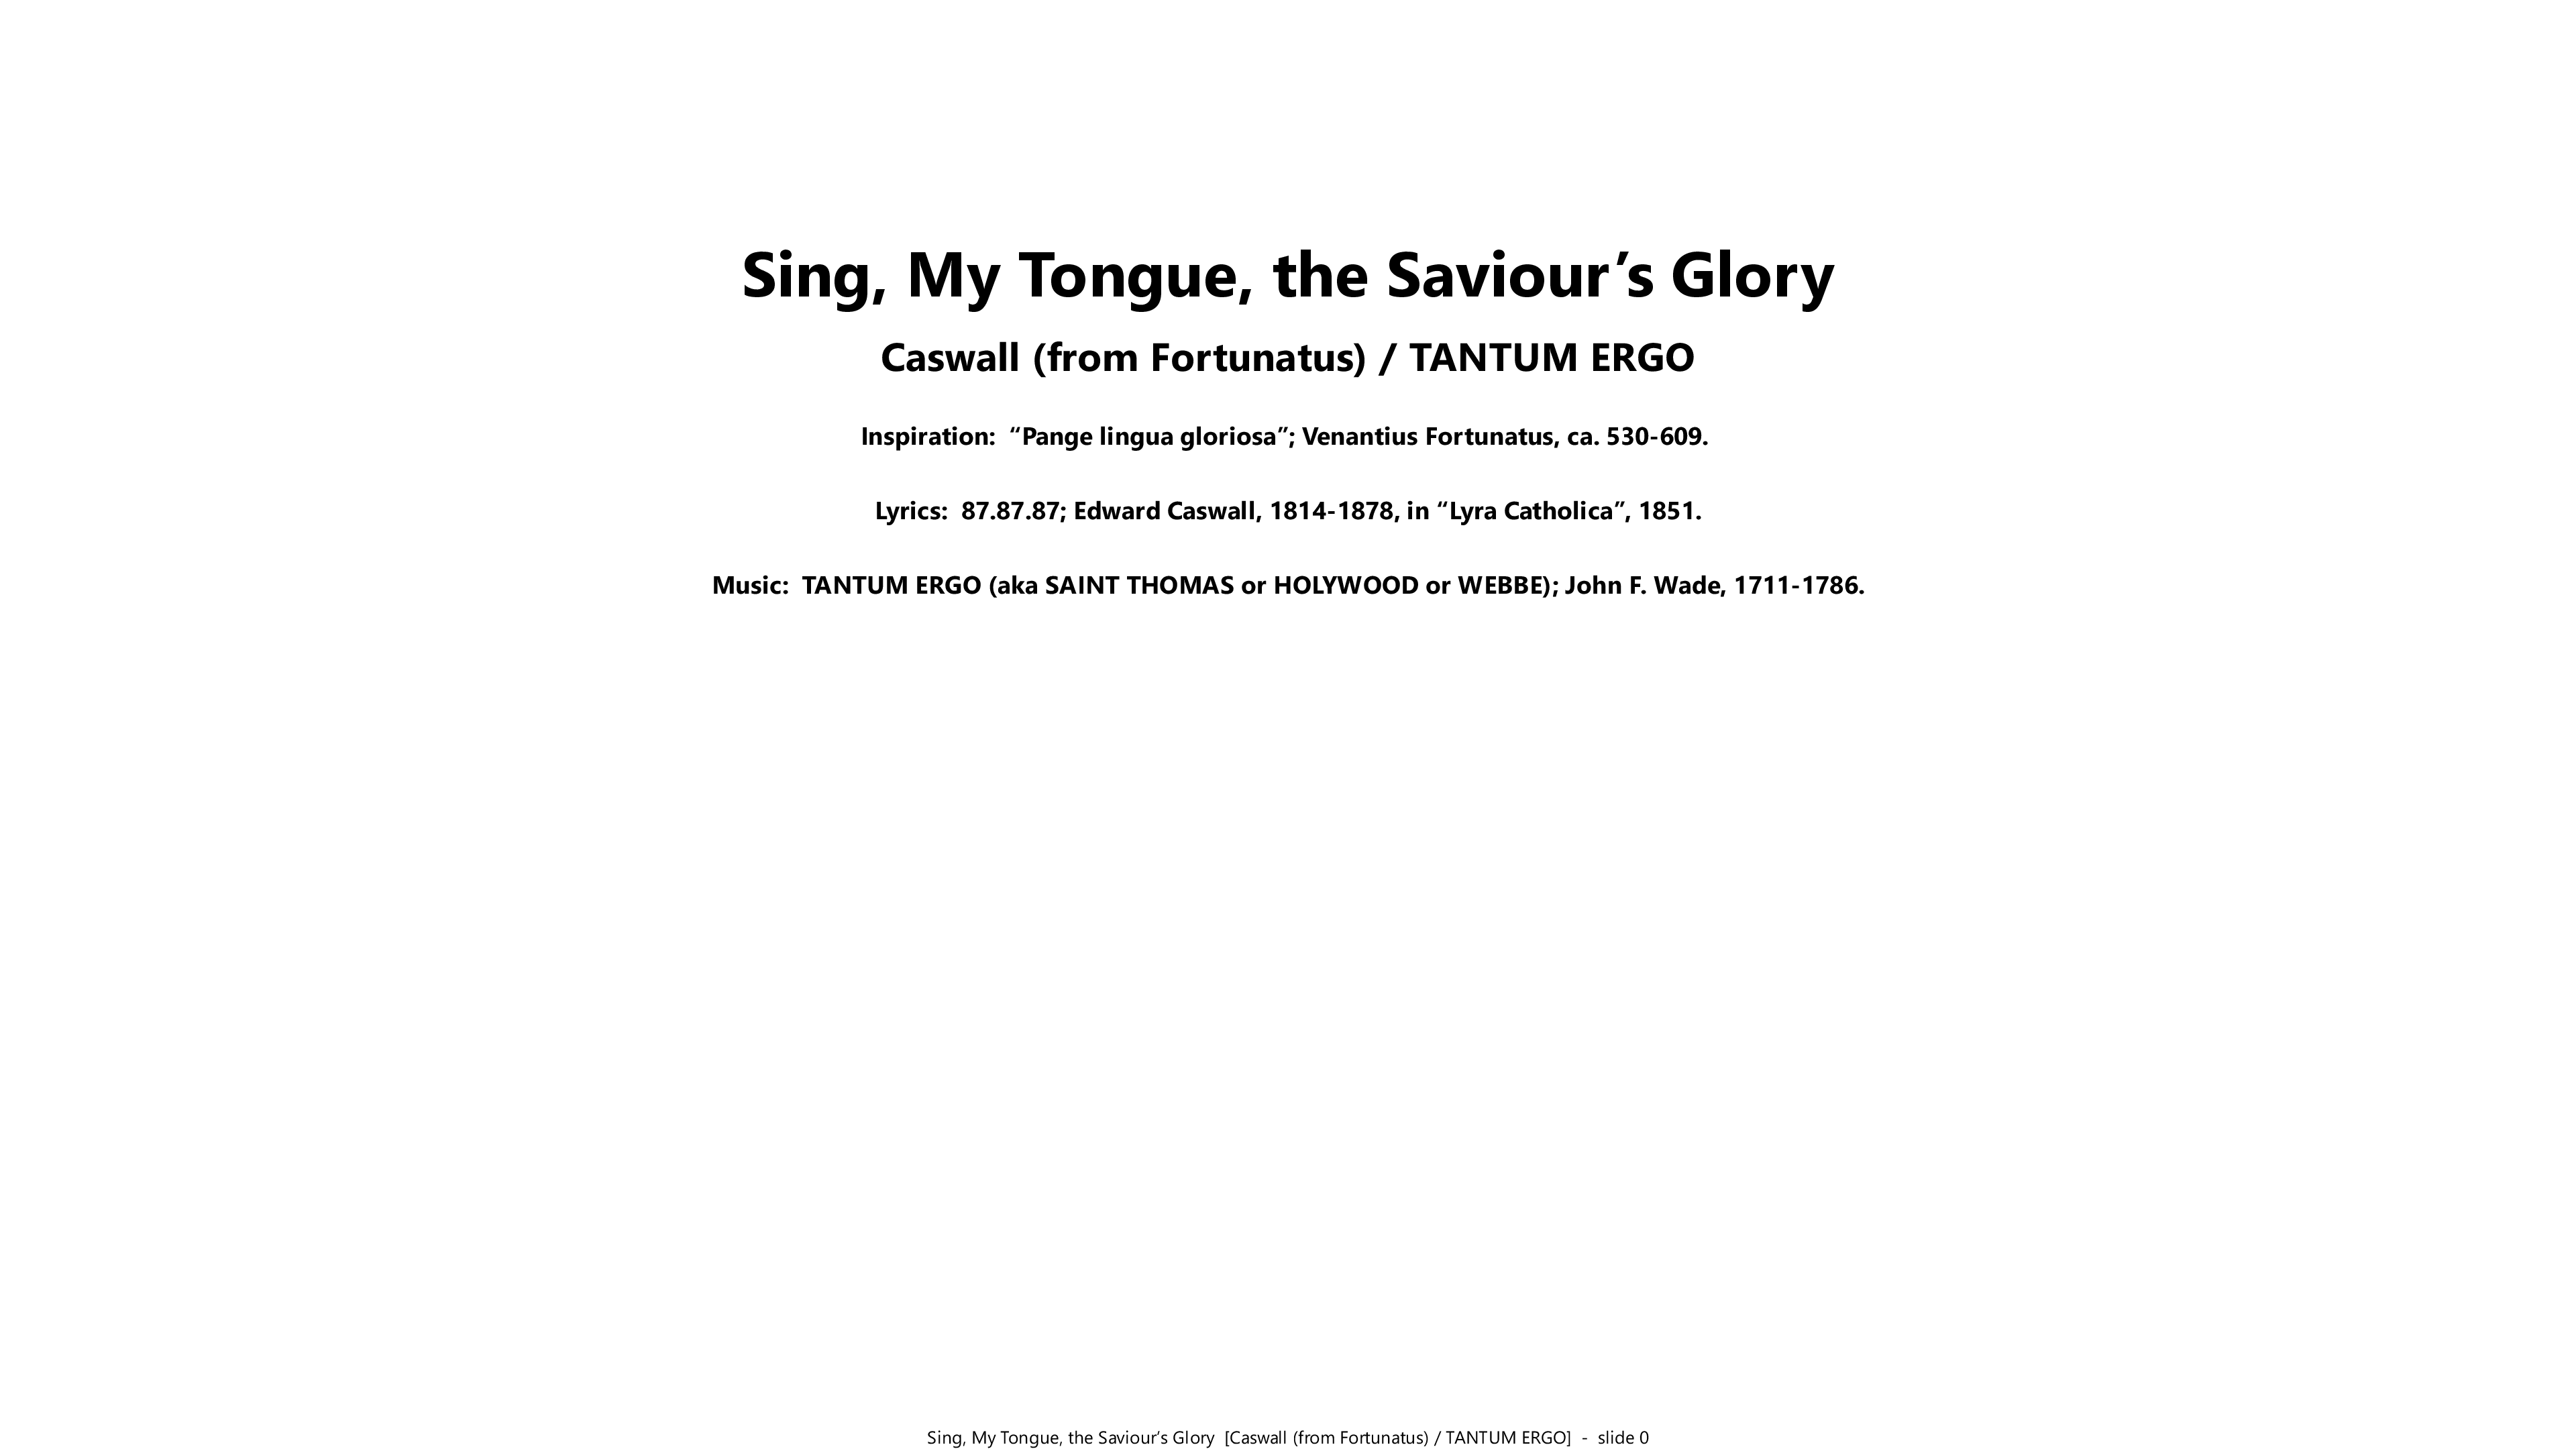 Sing, My Tongue, the Saviour’s Glory
Caswall (from Fortunatus) / TANTUM ERGO
Inspiration:  “Pange lingua gloriosa”; Venantius Fortunatus, ca. 530-609.
Lyrics:  87.87.87; Edward Caswall, 1814-1878, in “Lyra Catholica”, 1851.
Music:  TANTUM ERGO (aka SAINT THOMAS or HOLYWOOD or WEBBE); John F. Wade, 1711-1786.
Sing, My Tongue, the Saviour’s Glory  [Caswall (from Fortunatus) / TANTUM ERGO]  -  slide 0